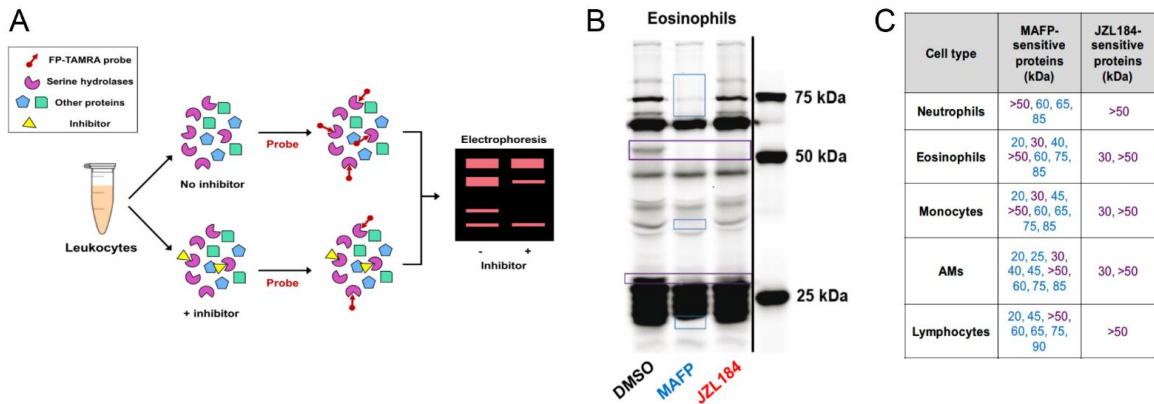 A
FP-TAMRA probe
Serine hydrolases
Other proteins
Inhibitor
Leukocytes
No inhibitor
+ inhibitor
Probe
Probe
Electrophoresis
- +
Inhibitor
B
Eosinophils
75 kDa
50 kDa
25 kDa
DMSO
MAFP
JZL184
C
Cell type
MAFP-
sensitive
proteins
(kDa)
JZL184-
sensitive
proteins
(kDa)
Neutrophils
>50, 60, 65,
85
>50
Eosinophils
20, 30, 40,
>50, 60, 75,
85
30, >50
Monocytes
20, 30, 45,
>50, 60, 65,
75, 85
30, >50
AMs
20, 25, 30,
40, 45, >50,
60, 75, 85
30, >50
Lymphocytes
20, 45, >50,
60, 65, 75,
90
>50